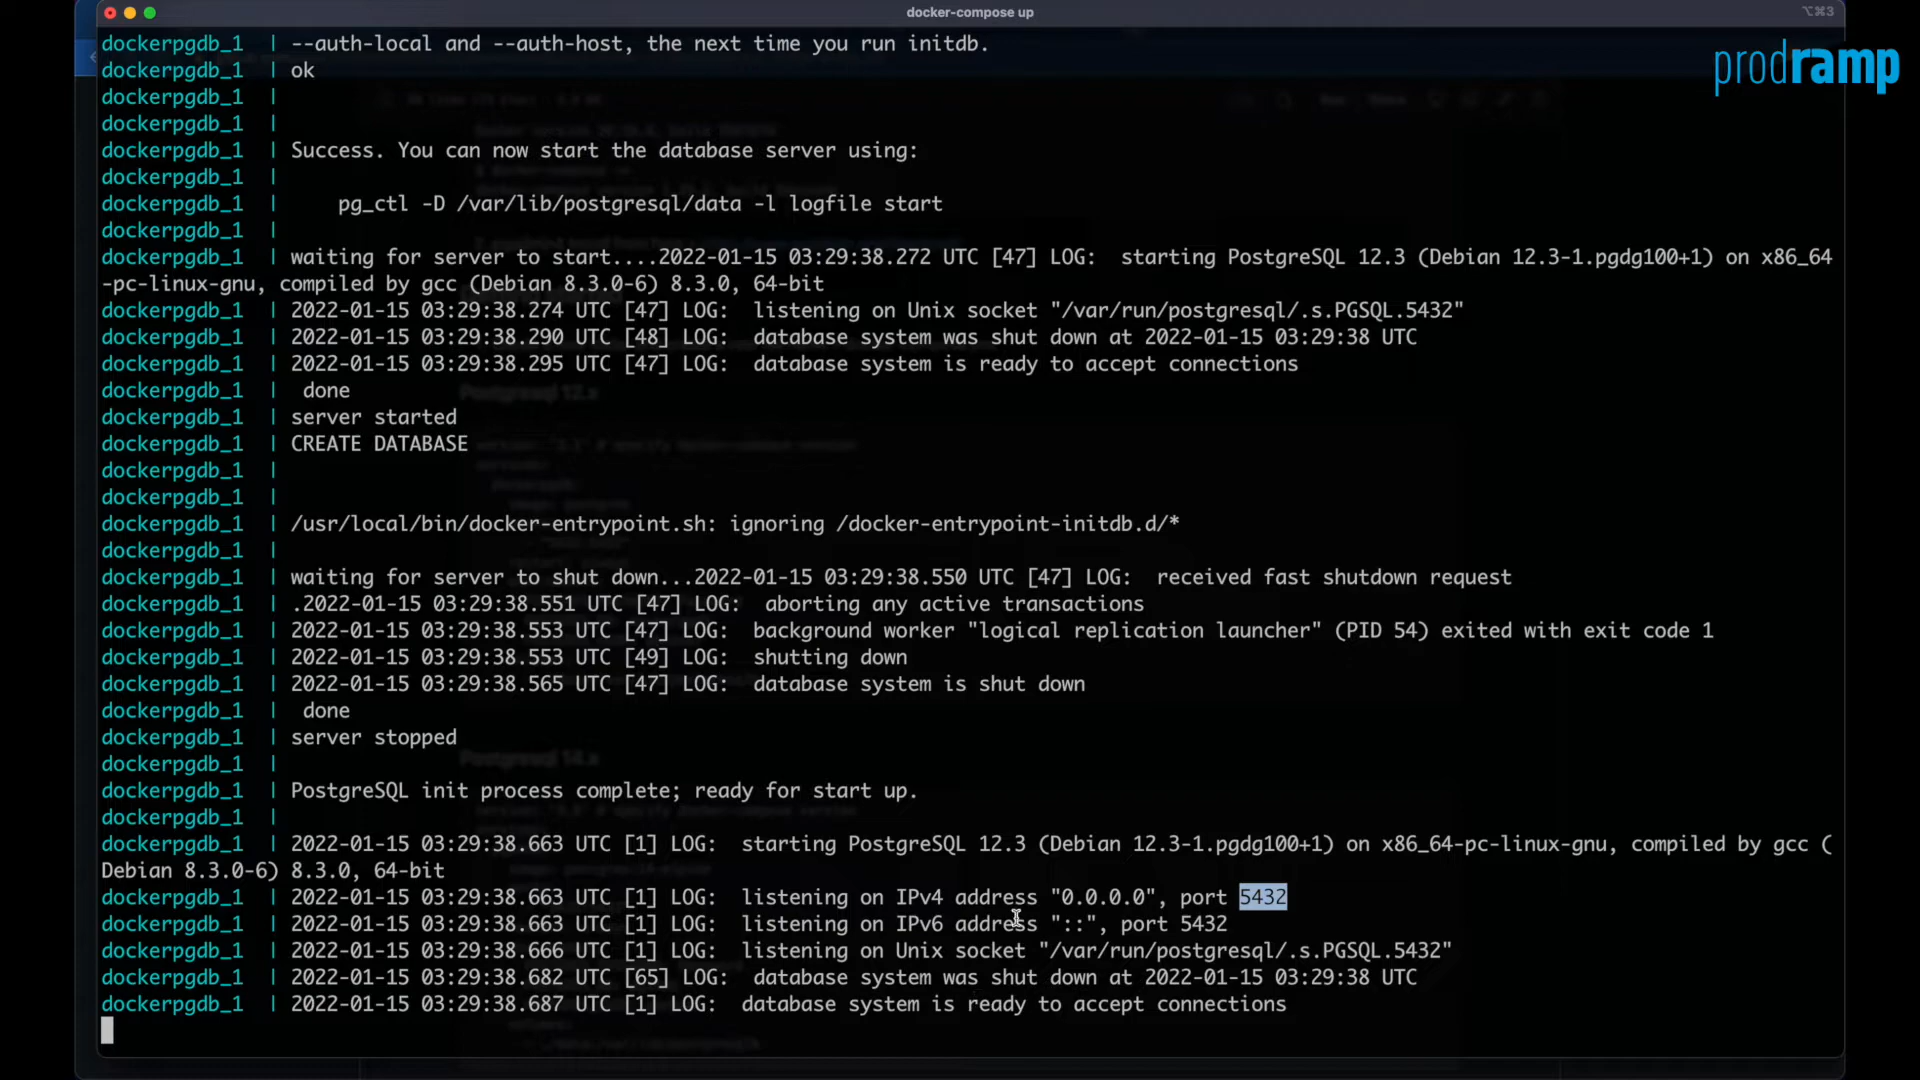 docker-compose up
⌥⌘3
prodramp
dockerpgdb_1 | --auth-local and --auth-host, the next time you run initdb.
dockerpgdb_1 | ok
dockerpgdb_1 |
dockerpgdb_1 |
dockerpgdb_1 | Success. You can now start the database server using:
dockerpgdb_1 |
dockerpgdb_1 |     pg_ctl -D /var/lib/postgresql/data -l logfile start
dockerpgdb_1 |
dockerpgdb_1 | waiting for server to start....2022-01-15 03:29:38.272 UTC [47] LOG:  starting PostgreSQL 12.3 (Debian 12.3-1.pgdg100+1) on x86_64
-pc-linux-gnu, compiled by gcc (Debian 8.3.0-6) 8.3.0, 64-bit
dockerpgdb_1 | 2022-01-15 03:29:38.274 UTC [47] LOG:  listening on Unix socket "/var/run/postgresql/.s.PGSQL.5432"
dockerpgdb_1 | 2022-01-15 03:29:38.290 UTC [48] LOG:  database system was shut down at 2022-01-15 03:29:38 UTC
dockerpgdb_1 | 2022-01-15 03:29:38.295 UTC [47] LOG:  database system is ready to accept connections
dockerpgdb_1 |  done
dockerpgdb_1 | server started
dockerpgdb_1 | CREATE DATABASE
dockerpgdb_1 |
dockerpgdb_1 |
dockerpgdb_1 | /usr/local/bin/docker-entrypoint.sh: ignoring /docker-entrypoint-initdb.d/*
dockerpgdb_1 |
dockerpgdb_1 | waiting for server to shut down...2022-01-15 03:29:38.550 UTC [47] LOG:  received fast shutdown request
dockerpgdb_1 | .2022-01-15 03:29:38.551 UTC [47] LOG:  aborting any active transactions
dockerpgdb_1 | 2022-01-15 03:29:38.553 UTC [47] LOG:  background worker "logical replication launcher" (PID 54) exited with exit code 1
dockerpgdb_1 | 2022-01-15 03:29:38.553 UTC [49] LOG:  shutting down
dockerpgdb_1 | 2022-01-15 03:29:38.565 UTC [47] LOG:  database system is shut down
dockerpgdb_1 |  done
dockerpgdb_1 | server stopped
dockerpgdb_1 |
dockerpgdb_1 | PostgreSQL init process complete; ready for start up.
dockerpgdb_1 |
dockerpgdb_1 | 2022-01-15 03:29:38.663 UTC [1] LOG:  starting PostgreSQL 12.3 (Debian 12.3-1.pgdg100+1) on x86_64-pc-linux-gnu, compiled by gcc (
Debian 8.3.0-6) 8.3.0, 64-bit
dockerpgdb_1 | 2022-01-15 03:29:38.663 UTC [1] LOG:  listening on IPv4 address "0.0.0.0", port 5432
dockerpgdb_1 | 2022-01-15 03:29:38.663 UTC [1] LOG:  listening on IPv6 address "::", port 5432
dockerpgdb_1 | 2022-01-15 03:29:38.666 UTC [1] LOG:  listening on Unix socket "/var/run/postgresql/.s.PGSQL.5432"
dockerpgdb_1 | 2022-01-15 03:29:38.682 UTC [65] LOG:  database system was shut down at 2022-01-15 03:29:38 UTC
dockerpgdb_1 | 2022-01-15 03:29:38.687 UTC [1] LOG:  database system is ready to accept connections
Postgresql 12.x
Postgresql 14.x